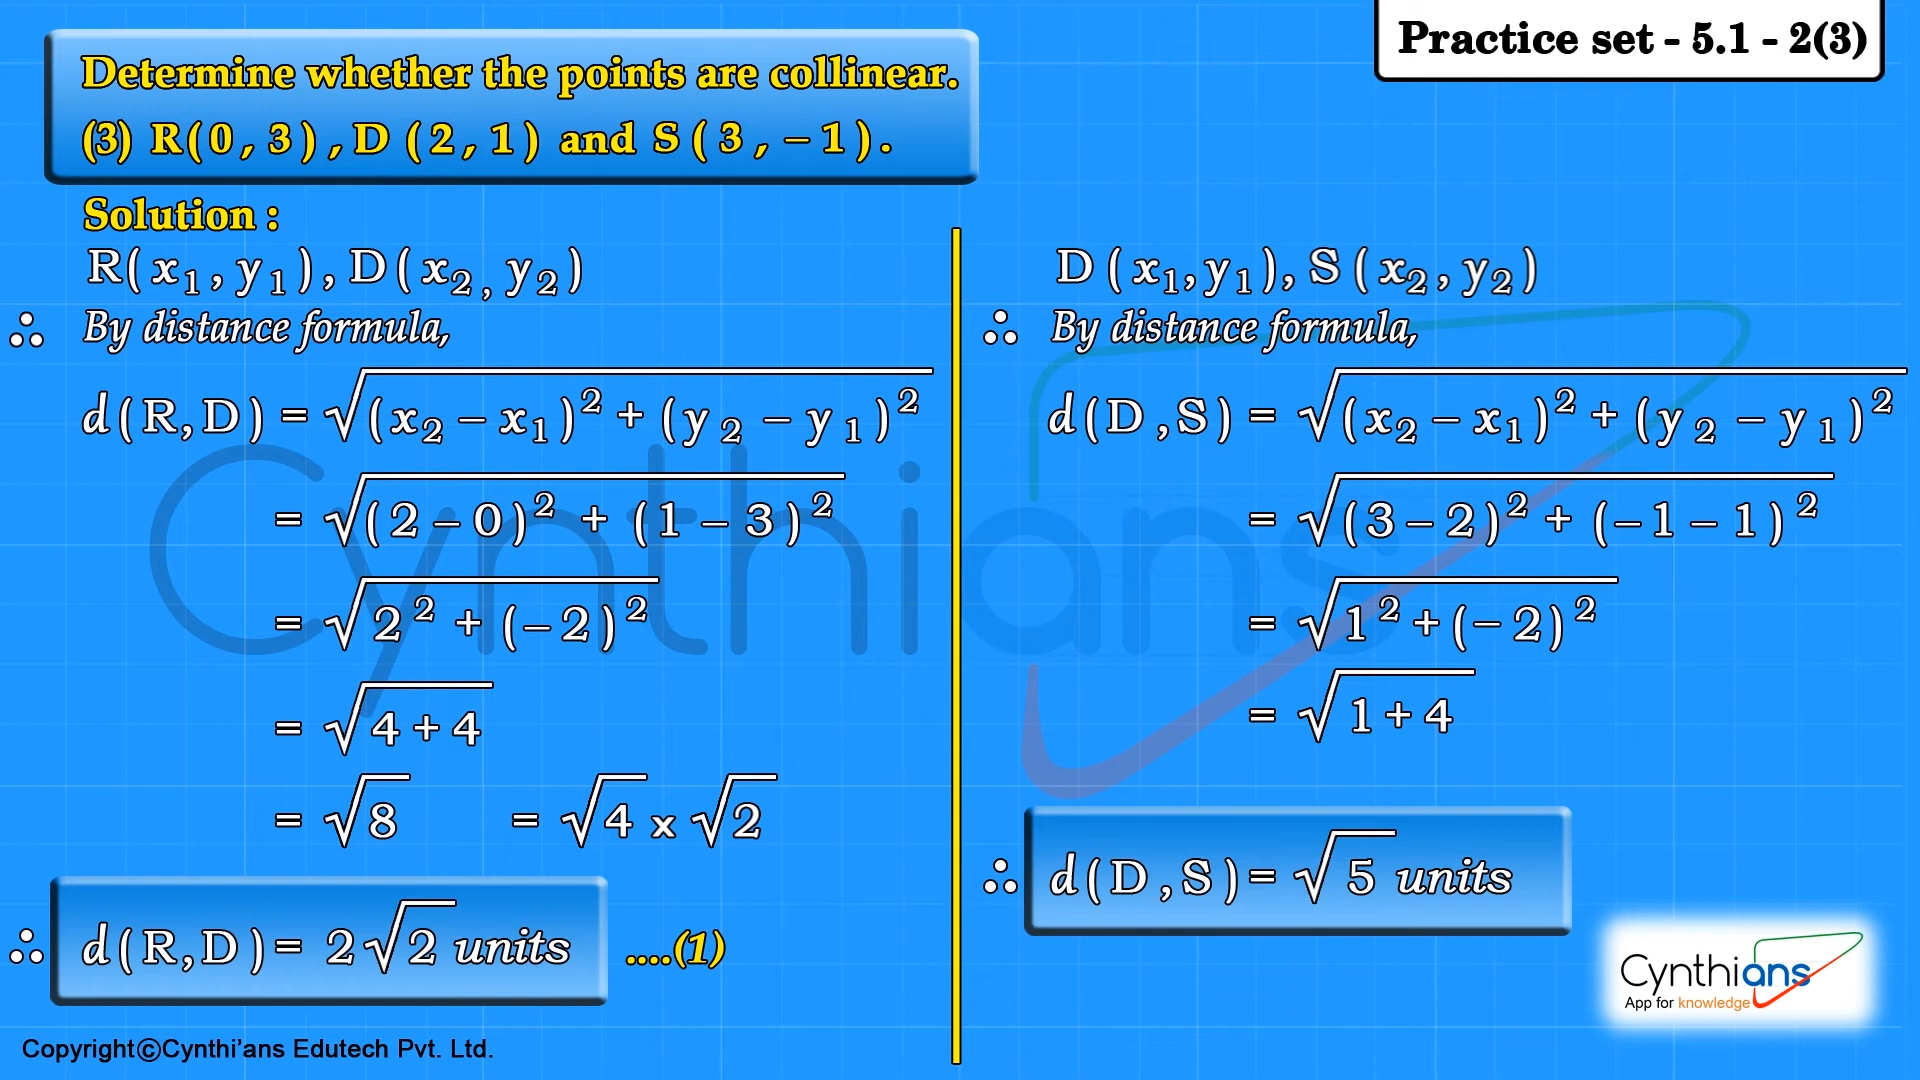 Practice set - 5.1 - 2(3)
Determine whether the points are collinear.
(3) R(0, 3), D (2, 1) and S (3, – 1).
Solution :
R(x₁, y₁), D(x₂, y₂)
∴ By distance formula,
d(R,D) = √(x₂ – x₁)² + (y₂ – y₁)²
= √(2 – 0)² + (1 – 3)²
= √2² + (– 2)²
= √4 + 4
= √8 = √4 x √2
∴ d(R,D) = 2√2 units ....(1)
D (x₁, y₁), S (x₂, y₂)
∴ By distance formula,
d(D,S) = √(x₂ – x₁)² + (y₂ – y₁)²
= √(3 – 2)² + (– 1 – 1)²
= √1² + (– 2)²
= √1 + 4
∴ d(D,S) = √5 units
Cynthians
Cynthians
App for knowledge
Copyright©Cynthi'ans Edutech Pvt. Ltd.